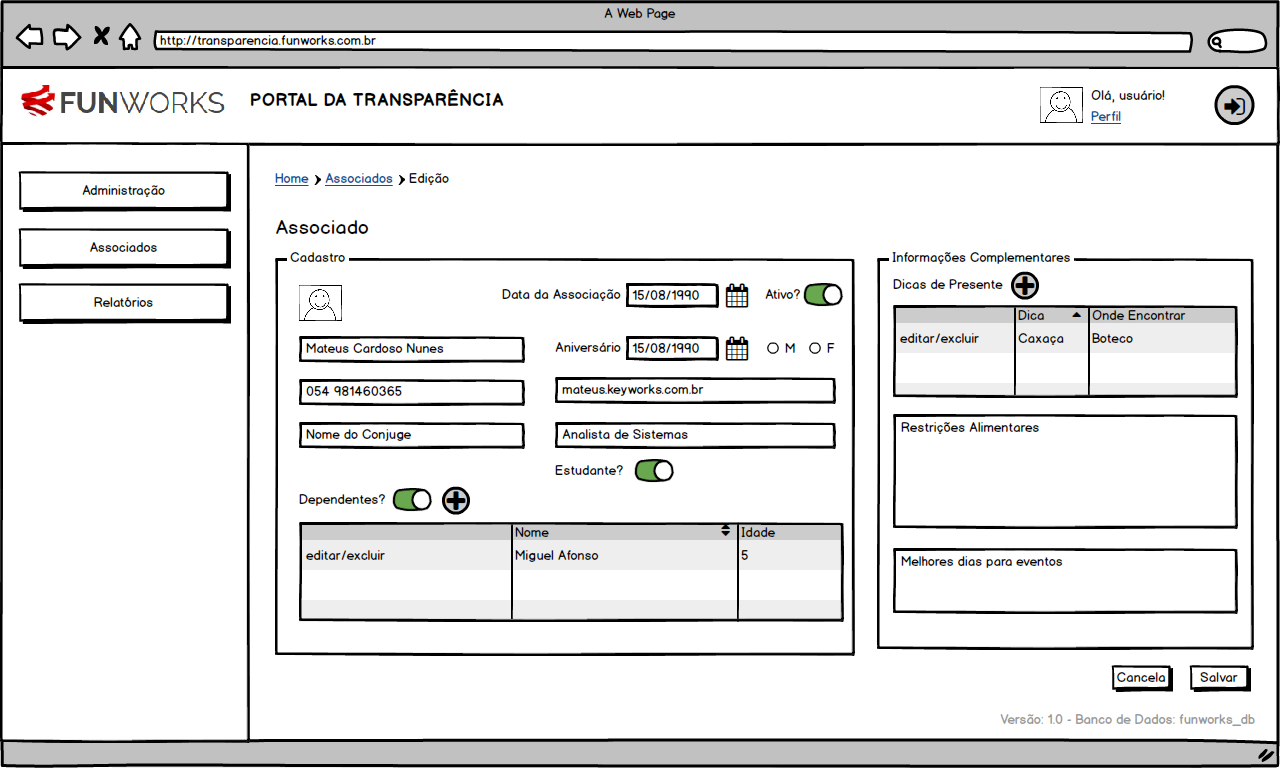 A Web Page
http://transparencia.funworks.com.br
FUNWORKS
PORTAL DA TRANSPARÊNCIA
Olá, usuário!
Perfil
Administração
Associados
Relatórios
Home Associados Edição
Associado
Cadastro
Data da Associação 15/08/1990 Ativo?
Mateus Cardoso Nunes
Aniversário 15/08/1990 M F
054 981460365
mateus.keyworks.com.br
Nome do Conjuge
Analista de Sistemas
Estudante?
Dependentes?
Nome Idade
editar/excluir Miguel Afonso 5
Informações Complementares
Dicas de Presente
Dica Onde Encontrar
editar/excluir Caxaça Boteco
Restrições Alimentares
Melhores dias para eventos
Cancela Salvar
Versão: 1.0 - Banco de Dados: funworks_db